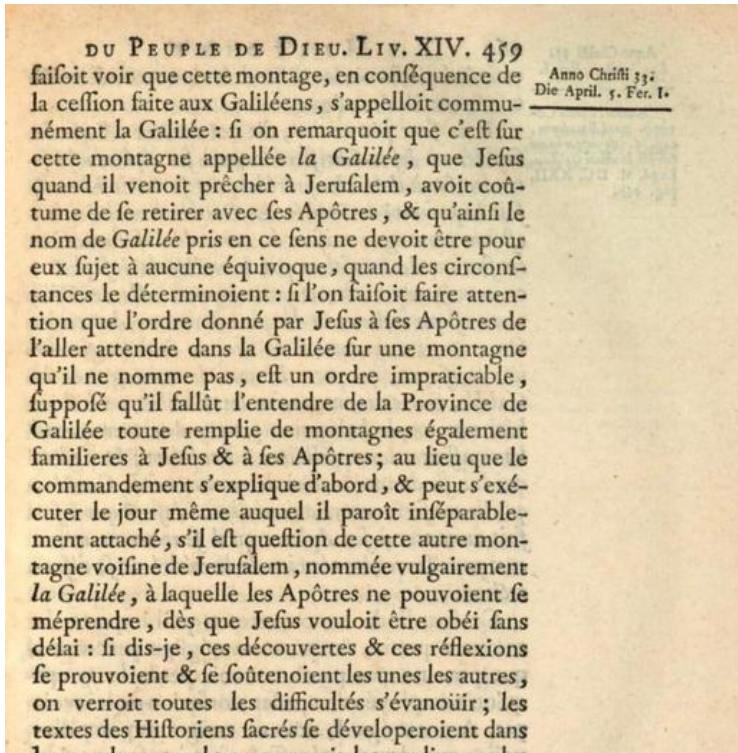 DU PEUPLE DE DIEU. LIV. XIV. 459
faiſoit voir que cette montage, en conſéquence de
la ceſſion faite aux Galiléens, s'appelloit commu-
nément la Galilée : ſi on remarquoit que c'eſt ſur
cette montagne appellée la Galilée, que Jeſus
quand il venoit prêcher à Jeruſalem, avoit coû-
tume de ſe retirer avec ſes Apôtres, & qu'ainſi le
nom de Galilée pris en ce ſens ne devoit être pour
eux ſujet à aucune équivoque, quand les circonſ-
tances le déterminoient : ſi l'on faiſoit faire atten-
tion que l'ordre donné par Jeſus à ſes Apôtres de
l'aller attendre dans la Galilée ſur une montagne
qu'il ne nomme pas, eſt un ordre impraticable,
ſuppoſé qu'il fallût l'entendre de la Province de
Galilée toute remplie de montagnes également
familieres à Jeſus & à ſes Apôtres; au lieu que le
commandement s'explique d'abord, & peut s'exé-
cuter le jour même auquel il paroît inſéparable-
ment attaché, s'il eſt queſtion de cette autre mon-
tagne voiſine de Jeruſalem, nommée vulgairement
la Galilée, à laquelle les Apôtres ne pouvoient ſe
méprendre, dès que Jeſus vouloit être obéi ſans
délai : ſi dis-je, ces découvertes & ces réflexions
ſe prouvoient & ſe ſoûtenoient les unes les autres,
on verroit toutes les difficultés s'évanoüir; les
textes des Hiſtoriens ſacrés ſe déveloperoient dans
Anno Chriſti 33.
Die April. 5. Fer. I.